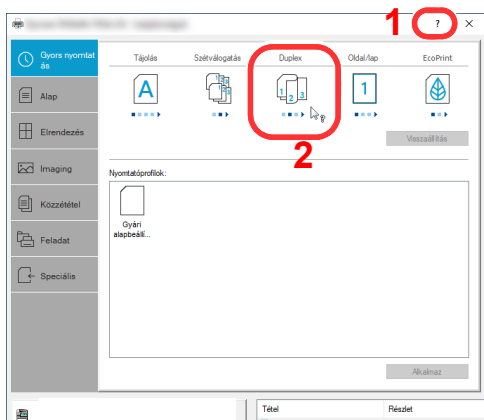 1
?
Gyors nyomtat
ás
Alap
Elrendezés
Imaging
Közzététel
Feladat
Speciális
Tájolás
Szétválogatás
Duplex
Oldal/lap
EcoPrint
A
1 2 3
1
2
Visszaállítás
Nyomtatóprofilok:
Gyári
alapbeállí...
Alkalmaz
Tétel
Részlet